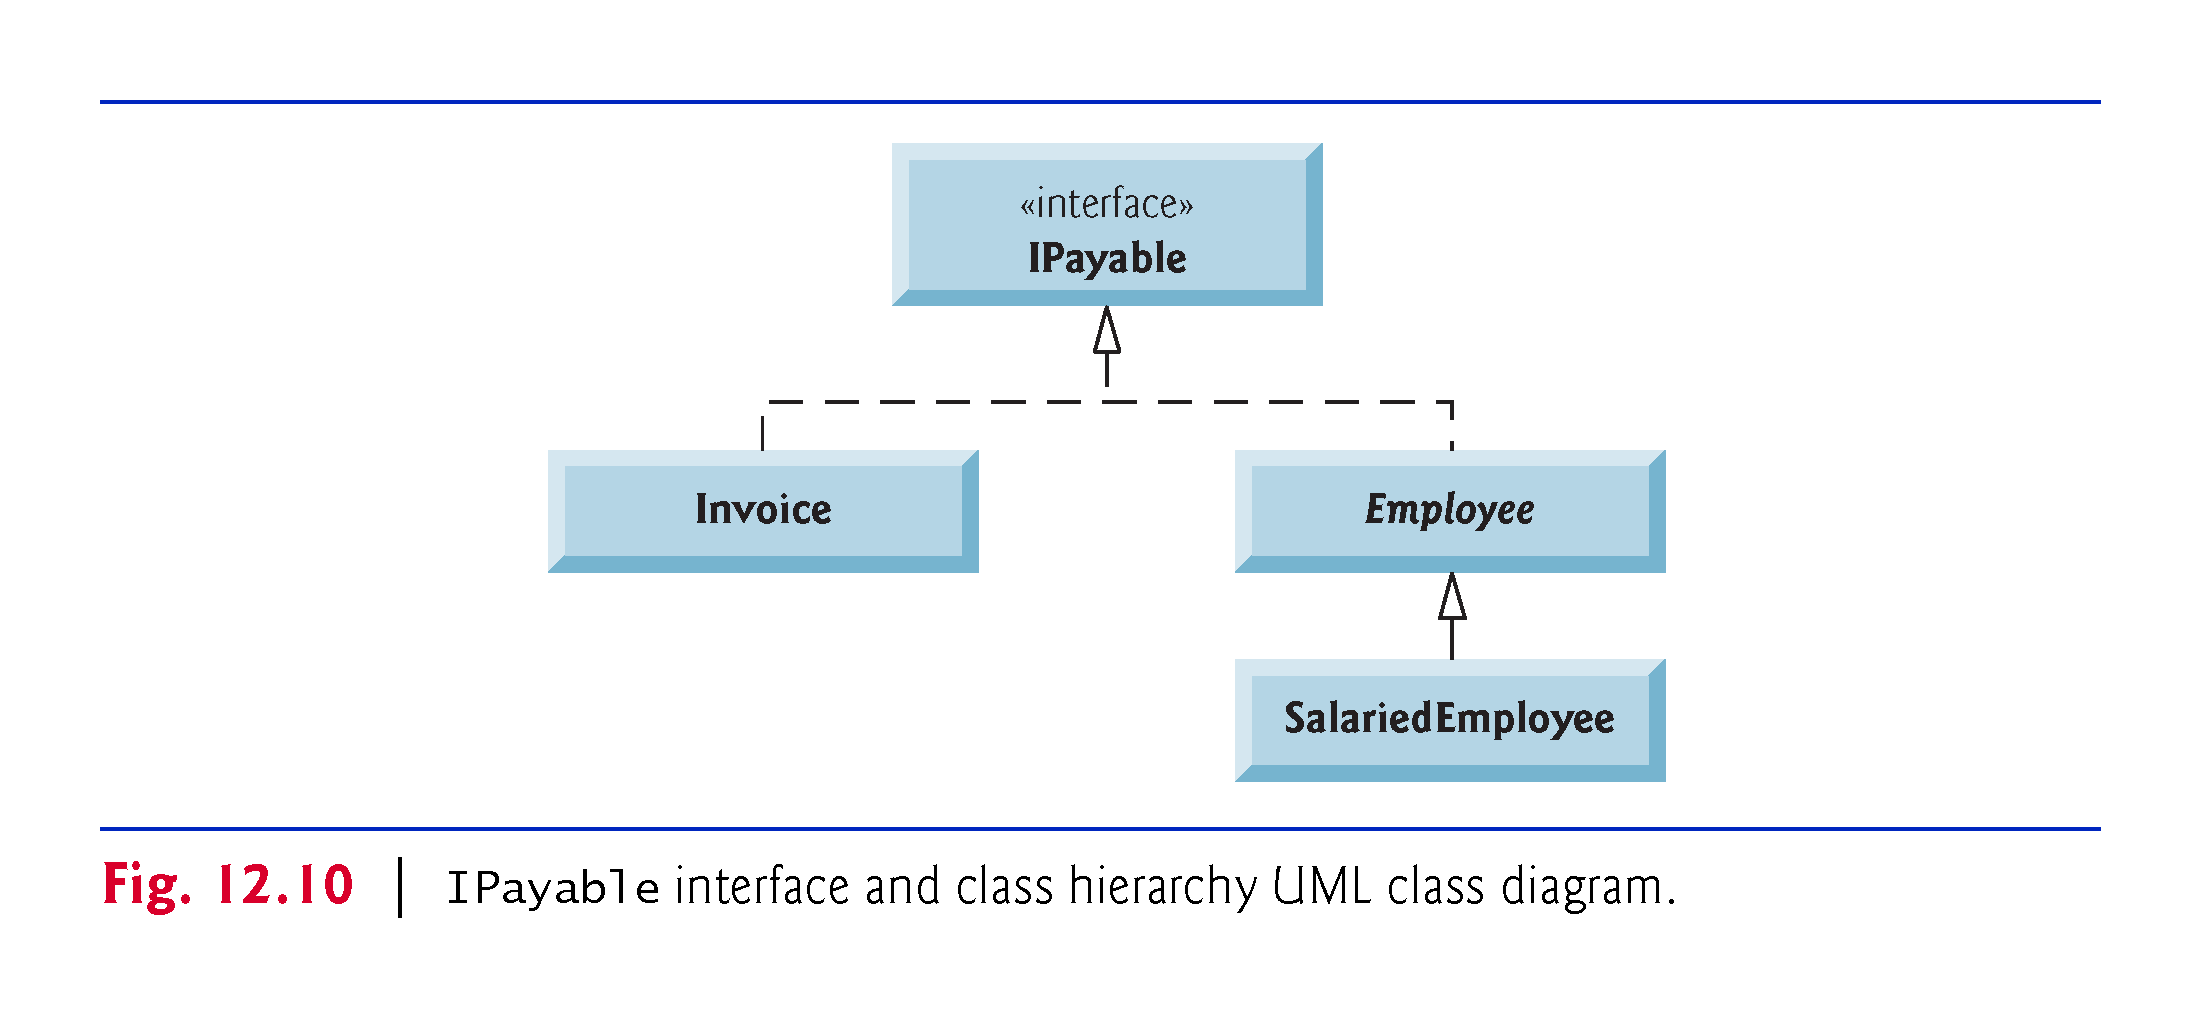 «interface»
IPayable
Invoice
Employee
SalariedEmployee
Fig. 12.10 | IPayable interface and class hierarchy UML class diagram.